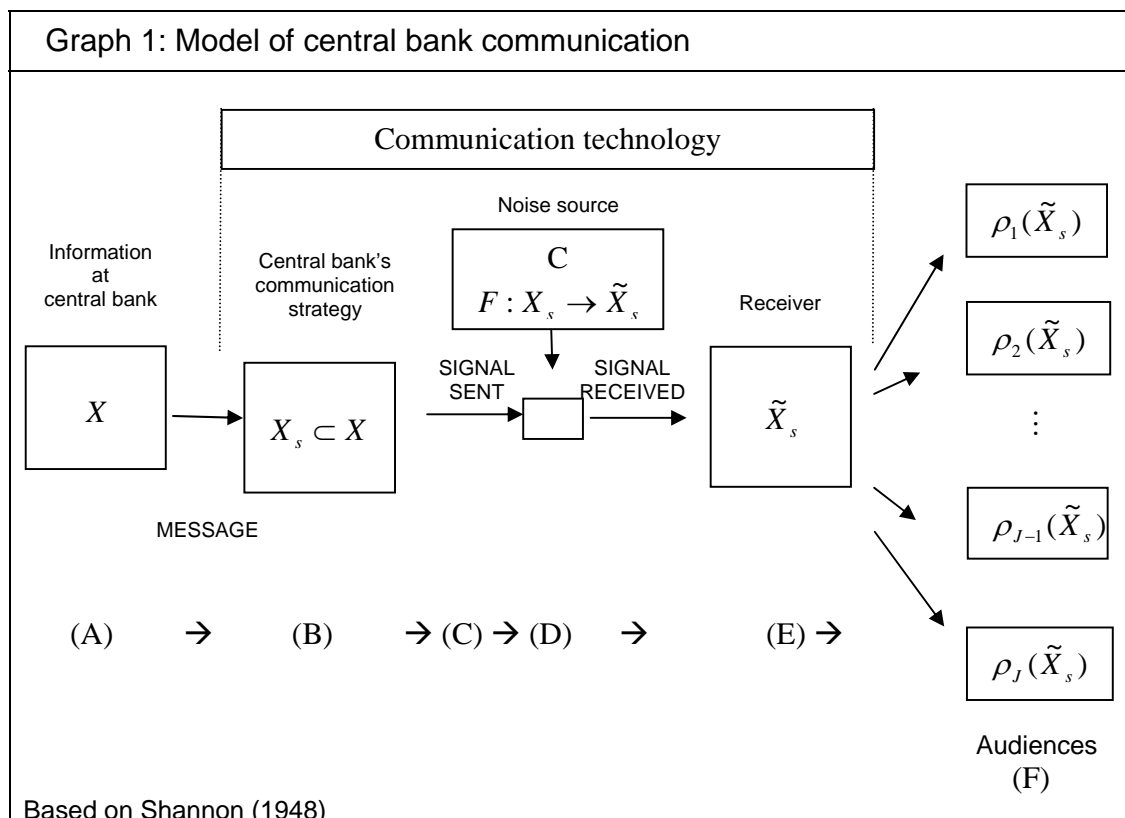 Graph 1: Model of central bank communication
Communication technology
Information
at
central bank
X
MESSAGE
Central bank’s
communication
strategy
X_s ⊂ X
SIGNAL
SENT
Noise source
C
F : X_s → X̃_s
SIGNAL
RECEIVED
Receiver
X̃_s
ρ_1(X̃_s)
ρ_2(X̃_s)
⋮
ρ_{J−1}(X̃_s)
ρ_J(X̃_s)
(A) → (B) → (C) → (D) → (E) →
Audiences
(F)
Based on Shannon (1948)